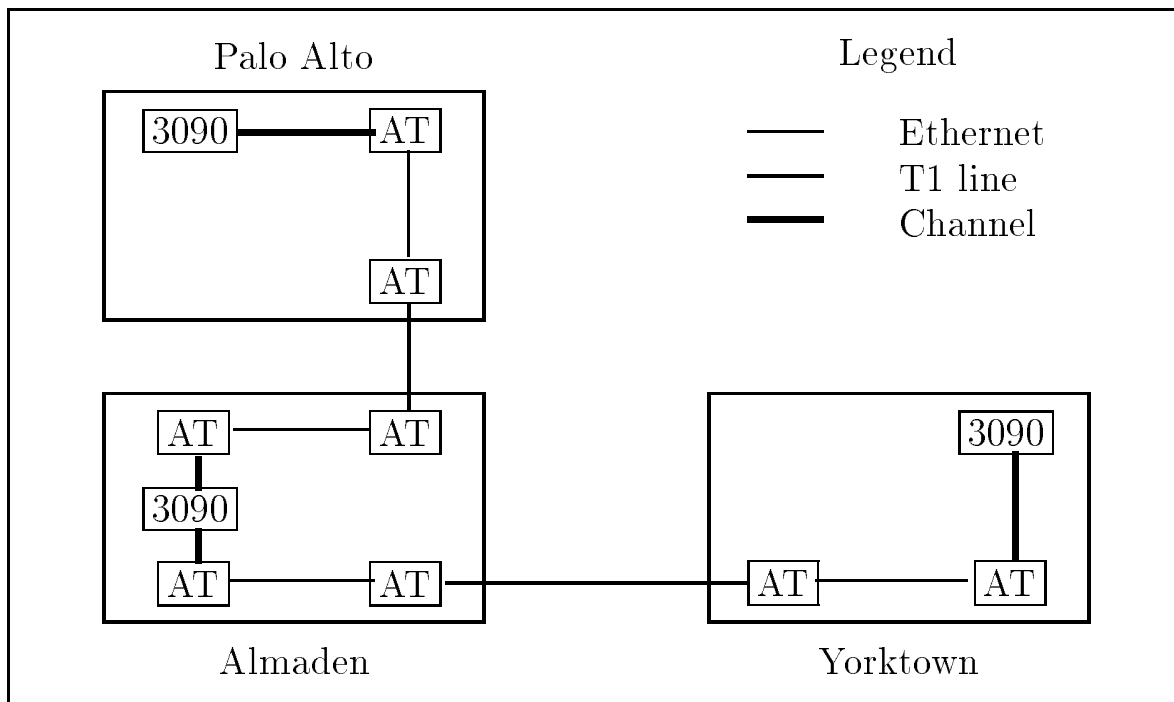 Palo Alto
Legend
3090
AT
Ethernet
T1 line
Channel
AT
AT
AT
3090
3090
AT
AT
AT
AT
Almaden
Yorktown